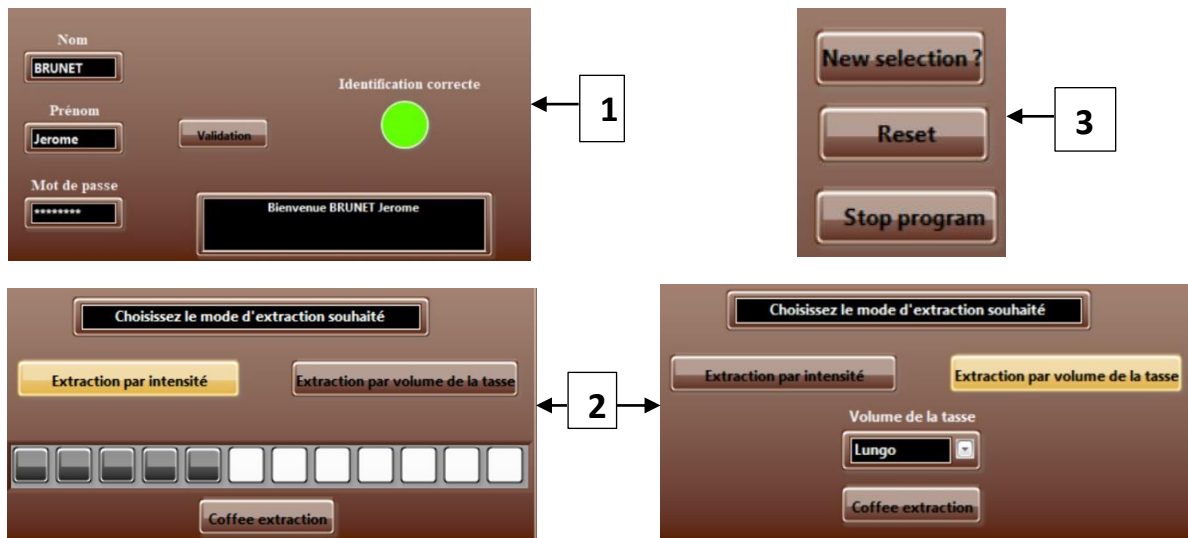 Nom
BRUNET
Prénom
Jerome
Mot de passe
********
Validation
Identification correcte
Bienvenue BRUNET Jerome
1
New selection ?
Reset
Stop program
3
Choisissez le mode d'extraction souhaité
Extraction par intensité
Extraction par volume de la tasse
Coffee extraction
2
Choisissez le mode d'extraction souhaité
Extraction par intensité
Extraction par volume de la tasse
Volume de la tasse
Lungo
Coffee extraction